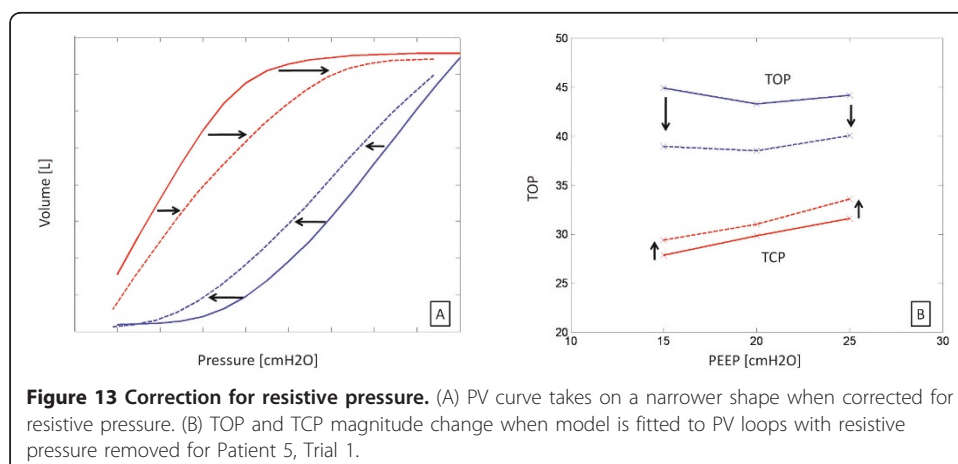 Volume [L]
Pressure [cmH2O]
A
50
45
40
35
30
25
20
10
15
20
25
30
TOP
TOP
TCP
PEEP [cmH2O]
B
Figure 13 Correction for resistive pressure. (A) PV curve takes on a narrower shape when corrected for
resistive pressure. (B) TOP and TCP magnitude change when model is fitted to PV loops with resistive
pressure removed for Patient 5, Trial 1.